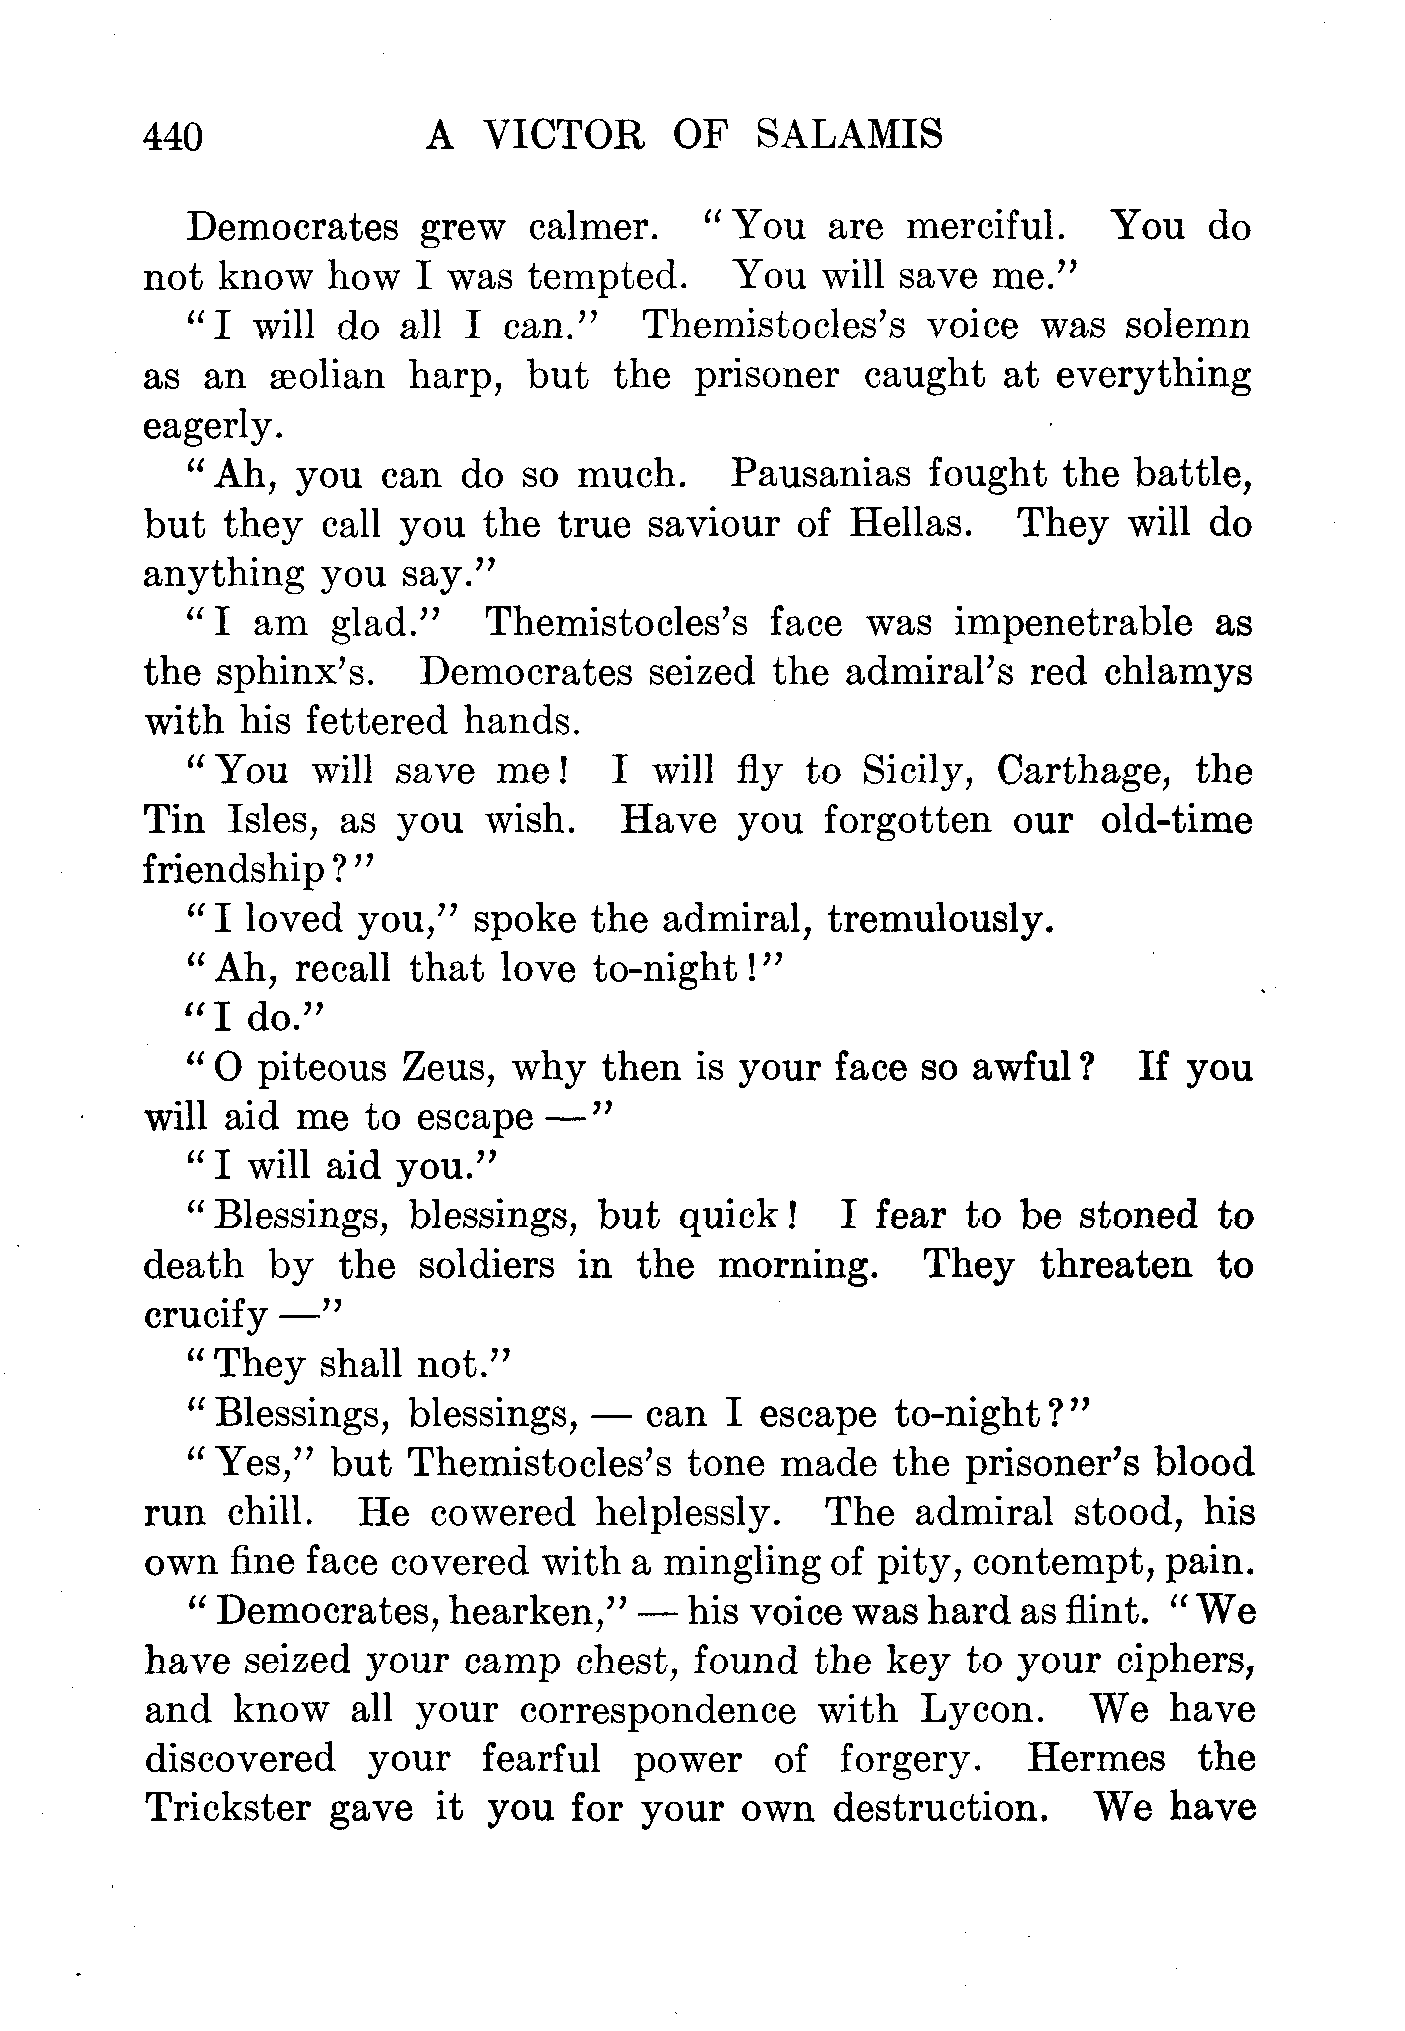 440 A VICTOR OF SALAMIS
Democrates grew calmer. "You are merciful. You do
not know how I was tempted. You will save me."
"I will do all I can." Themistocles's voice was solemn
as an æolian harp, but the prisoner caught at everything
eagerly.
"Ah, you can do so much. Pausanias fought the battle,
but they call you the true saviour of Hellas. They will do
anything you say."
"I am glad." Themistocles's face was impenetrable as
the sphinx's. Democrates seized the admiral's red chlamys
with his fettered hands.
"You will save me! I will fly to Sicily, Carthage, the
Tin Isles, as you wish. Have you forgotten our old-time
friendship?"
"I loved you," spoke the admiral, tremulously.
"Ah, recall that love to-night!"
"I do."
"O piteous Zeus, why then is your face so awful? If you
will aid me to escape —"
"I will aid you."
"Blessings, blessings, but quick! I fear to be stoned to
death by the soldiers in the morning. They threaten to
crucify —"
"They shall not."
"Blessings, blessings, — can I escape to-night?"
"Yes," but Themistocles's tone made the prisoner's blood
run chill. He cowered helplessly. The admiral stood, his
own fine face covered with a mingling of pity, contempt, pain.
"Democrates, hearken," — his voice was hard as flint. "We
have seized your camp chest, found the key to your ciphers,
and know all your correspondence with Lycon. We have
discovered your fearful power of forgery. Hermes the
Trickster gave it you for your own destruction. We have